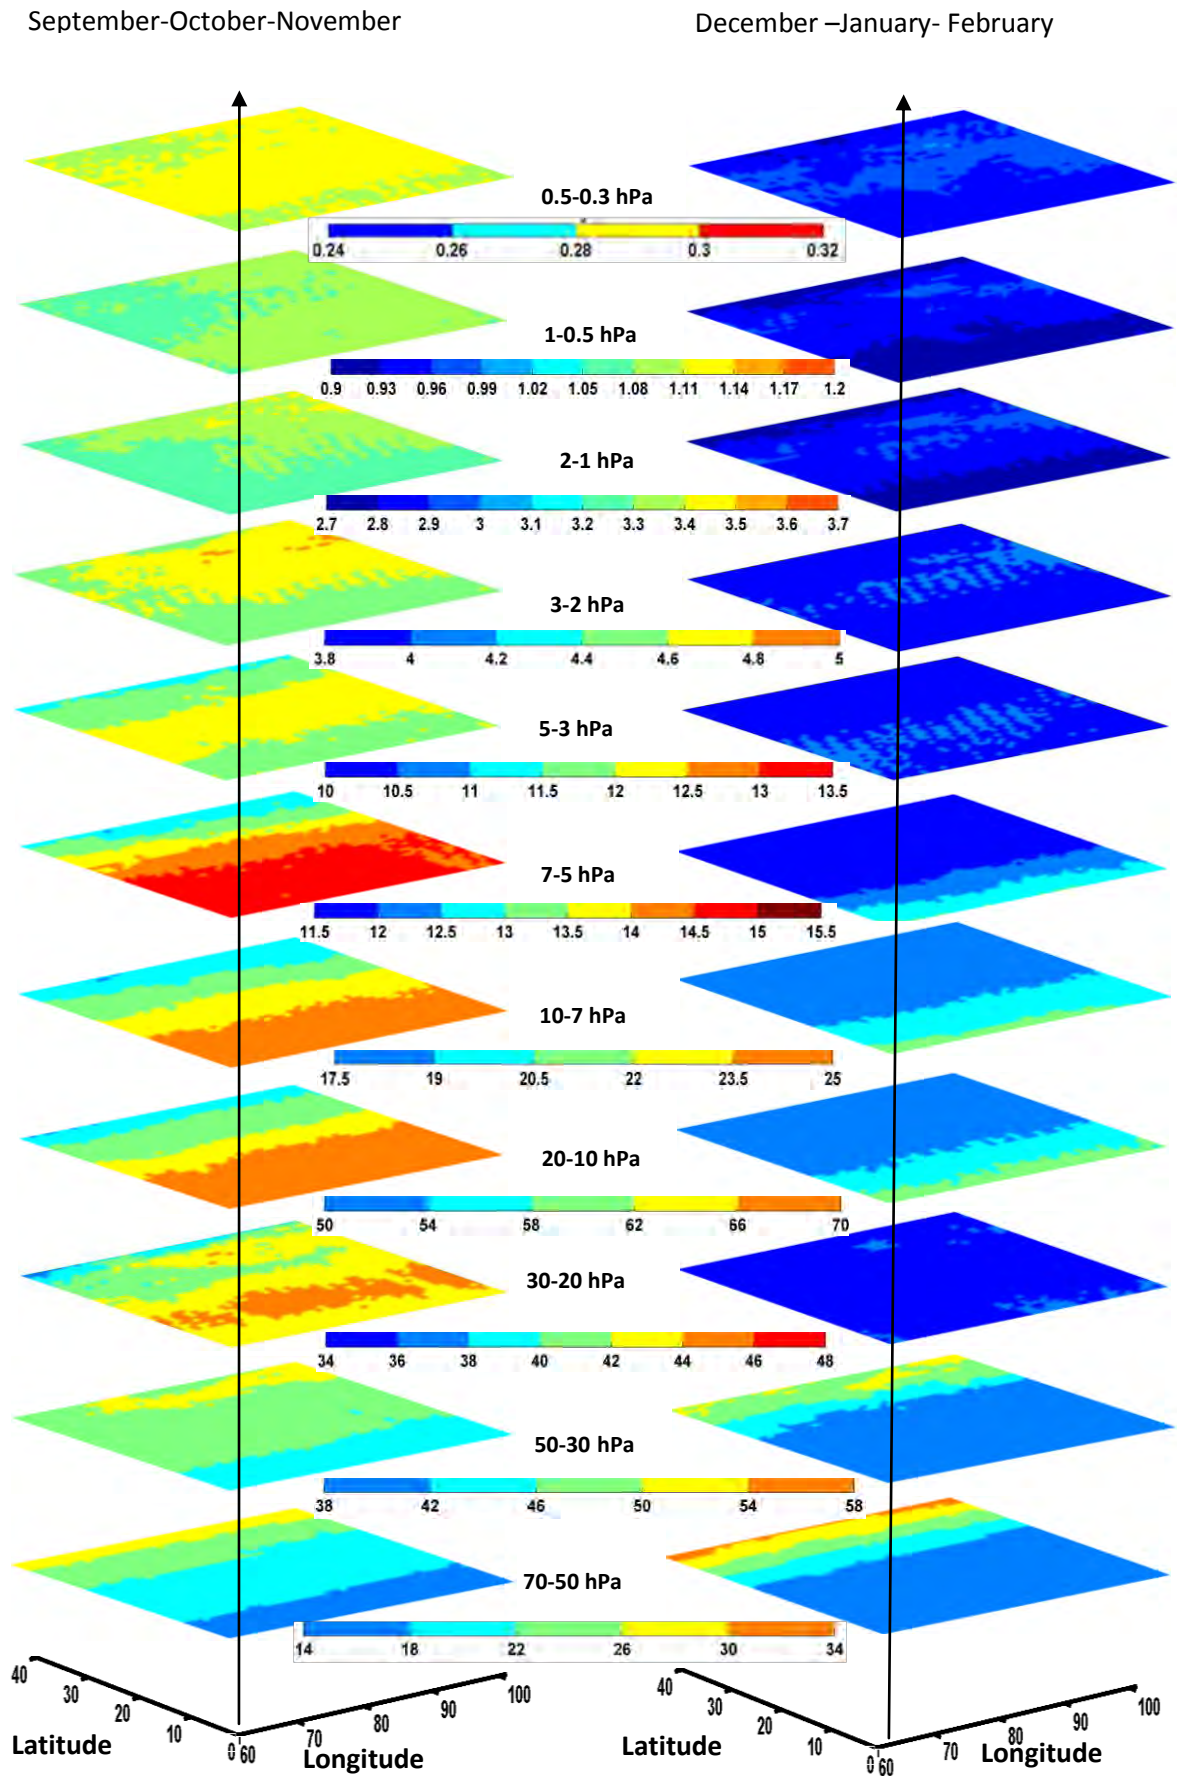 September-October-November
December –January- February
0.5-0.3 hPa
0.24 0.26 0.28 0.3 0.32
1-0.5 hPa
0.9 0.93 0.96 0.99 1.02 1.05 1.08 1.11 1.14 1.17 1.2
2-1 hPa
2.7 2.8 2.9 3 3.1 3.2 3.3 3.4 3.5 3.6 3.7
3-2 hPa
3.8 4 4.2 4.4 4.6 4.8 5
5-3 hPa
10 10.5 11 11.5 12 12.5 13 13.5
7-5 hPa
11.5 12 12.5 13 13.5 14 14.5 15 15.5
10-7 hPa
17.5 19 20.5 22 23.5 25
20-10 hPa
50 54 58 62 66 70
30-20 hPa
34 36 38 40 42 44 46 48
50-30 hPa
38 42 46 50 54 58
70-50 hPa
14 18 22 26 30 34
40 30 20 10 0 60 70 80 90 100
Latitude Longitude
40 30 20 10 0 60 70 80 90 100
Latitude Longitude